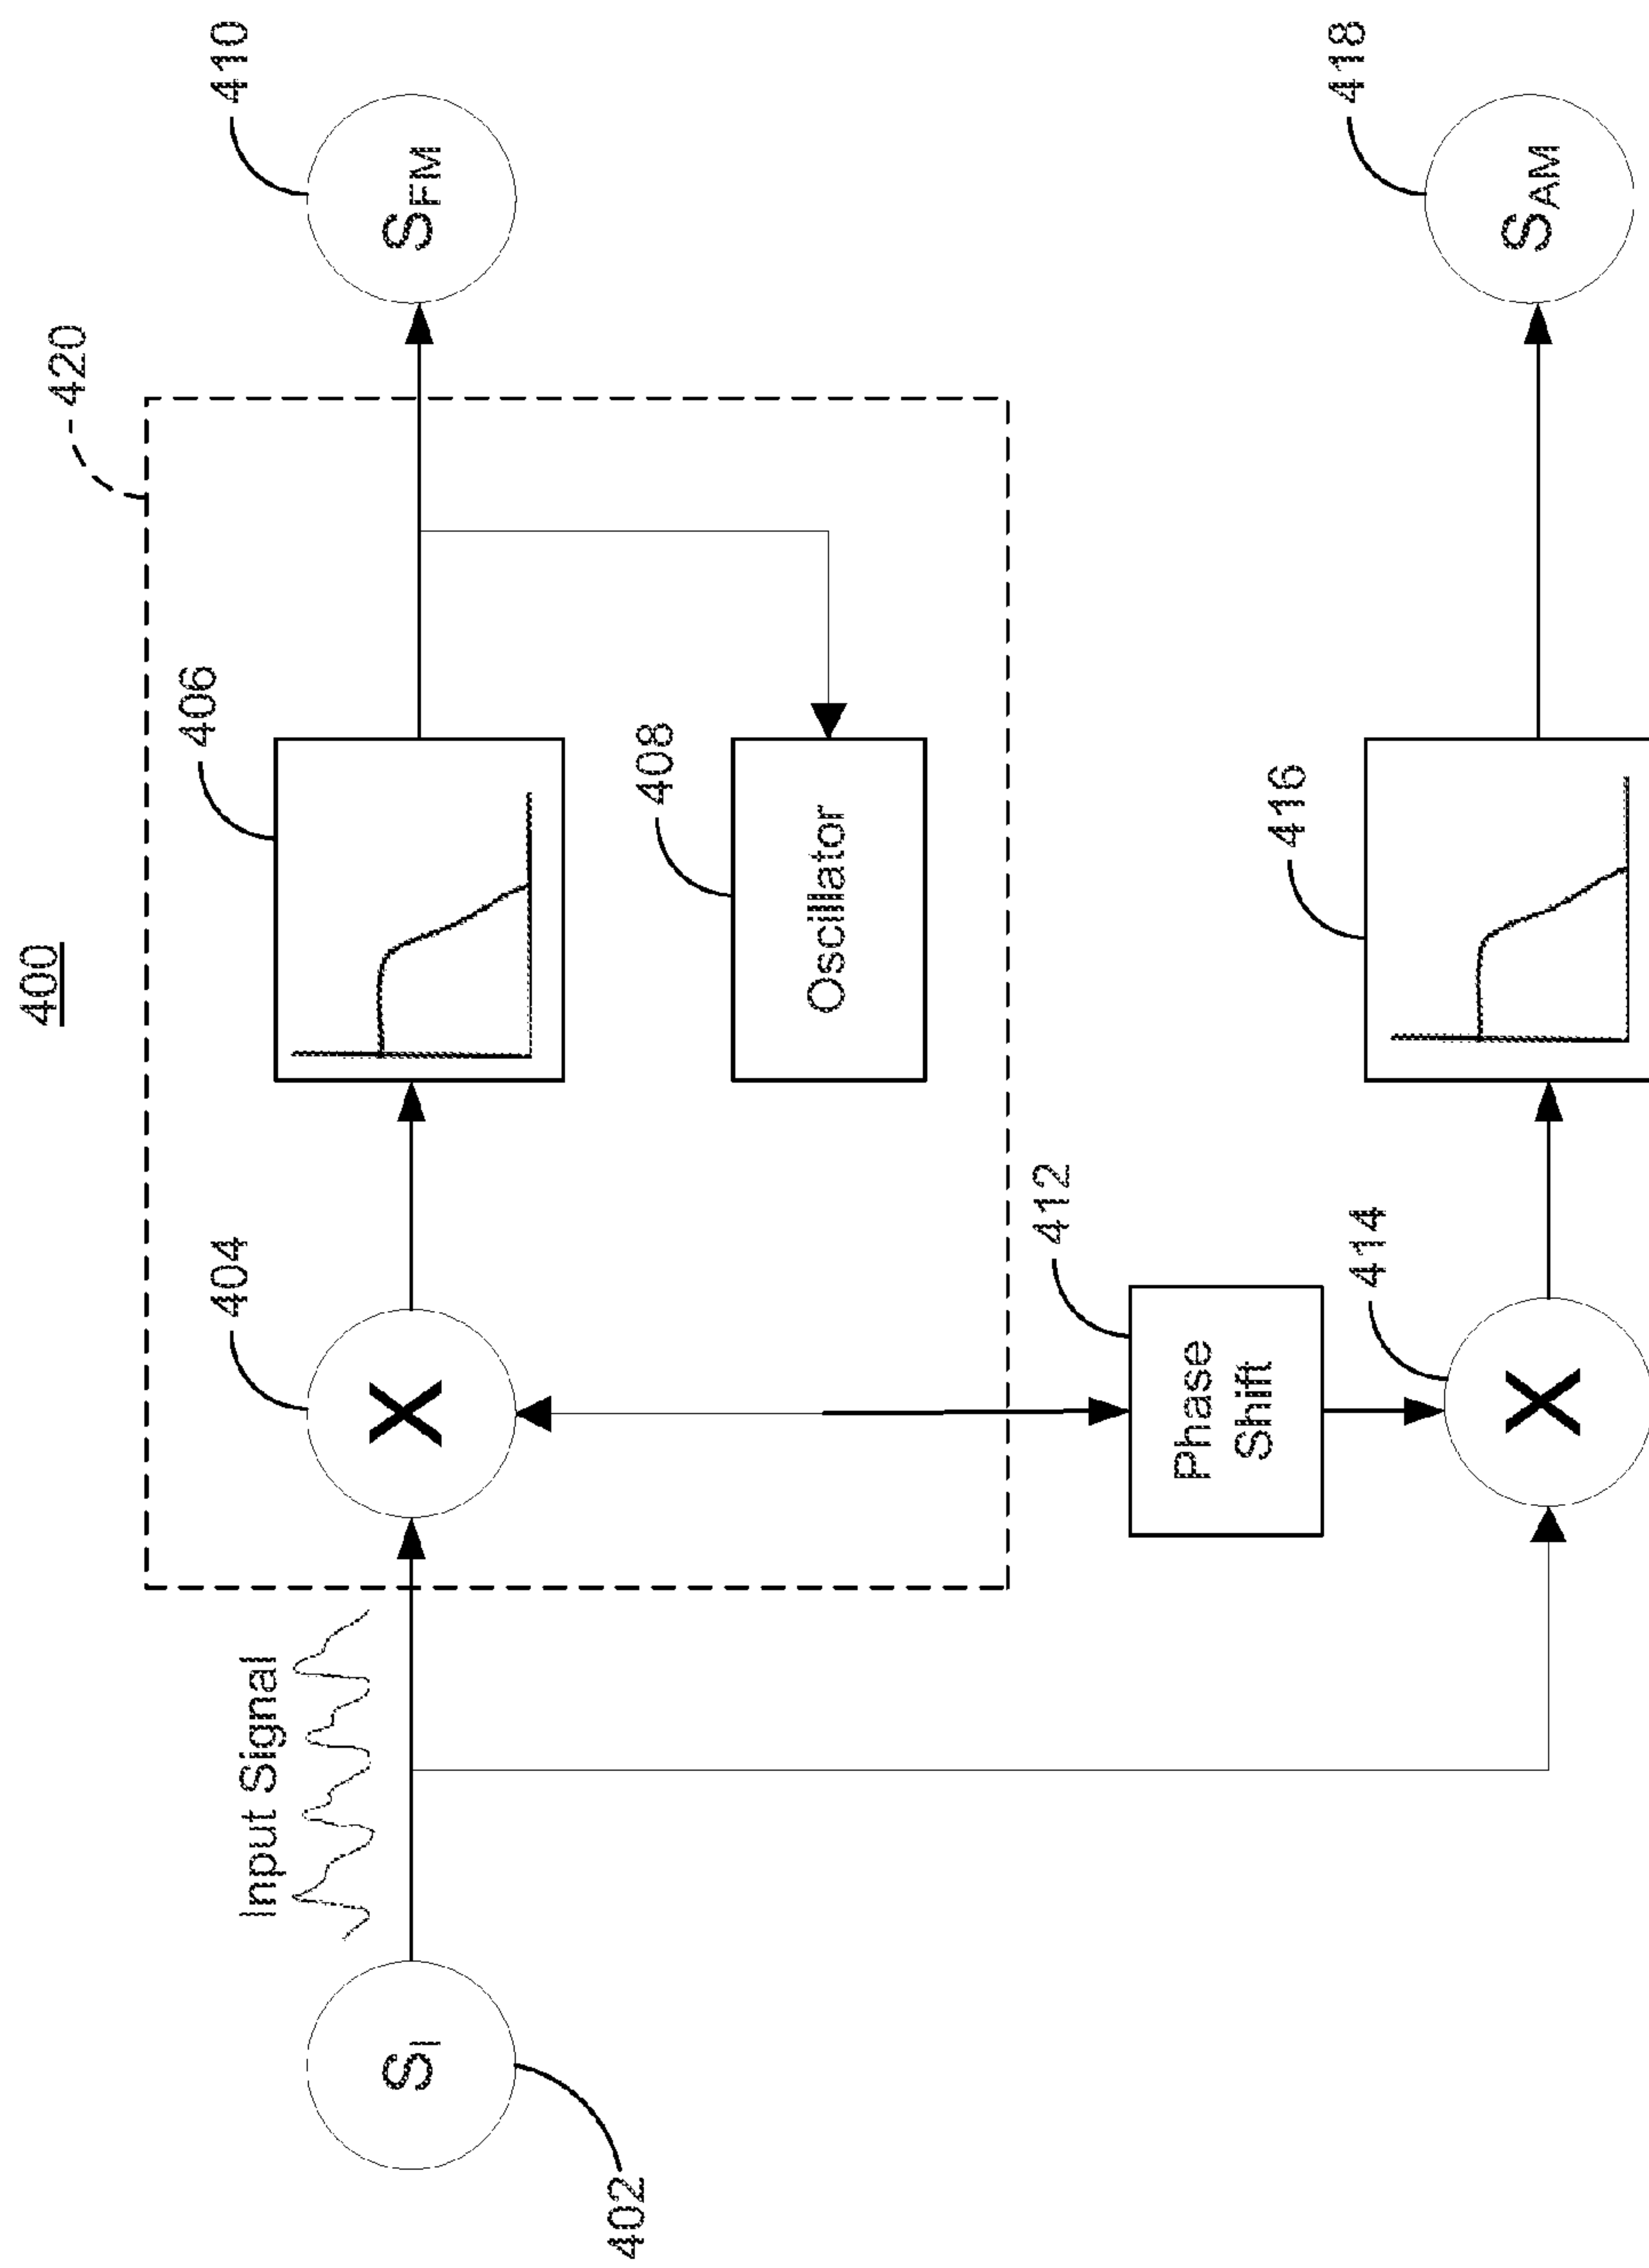 400
420
Input Signal
404
406
410
SI
X
SFM
402
408
Oscillator
412
Phase
Shift
414
416
418
X
SAM